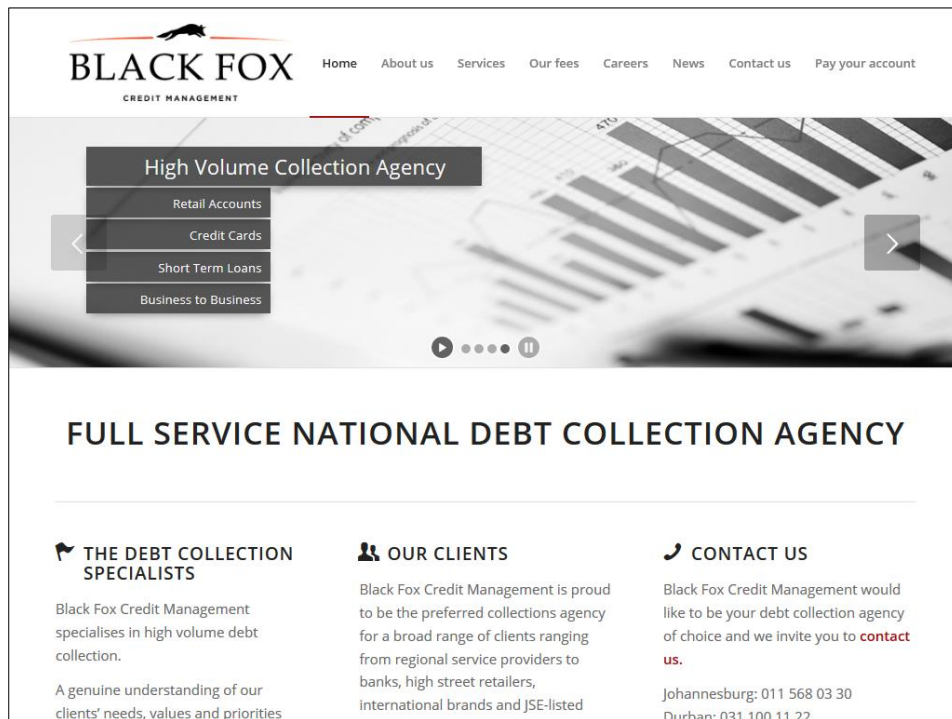 BLACK FOX
CREDIT MANAGEMENT
Home About us Services Our fees Careers News Contact us Pay your account
High Volume Collection Agency
Retail Accounts
Credit Cards
Short Term Loans
Business to Business
470
FULL SERVICE NATIONAL DEBT COLLECTION AGENCY
THE DEBT COLLECTION
SPECIALISTS
Black Fox Credit Management
specialises in high volume debt
collection.
A genuine understanding of our
clients' needs, values and priorities
OUR CLIENTS
Black Fox Credit Management is proud
to be the preferred collections agency
for a broad range of clients ranging
from regional service providers to
banks, high street retailers,
international brands and JSE-listed
CONTACT US
Black Fox Credit Management would
like to be your debt collection agency
of choice and we invite you to contact
us.
Johannesburg: 011 568 03 30
Durban: 031 100 11 22